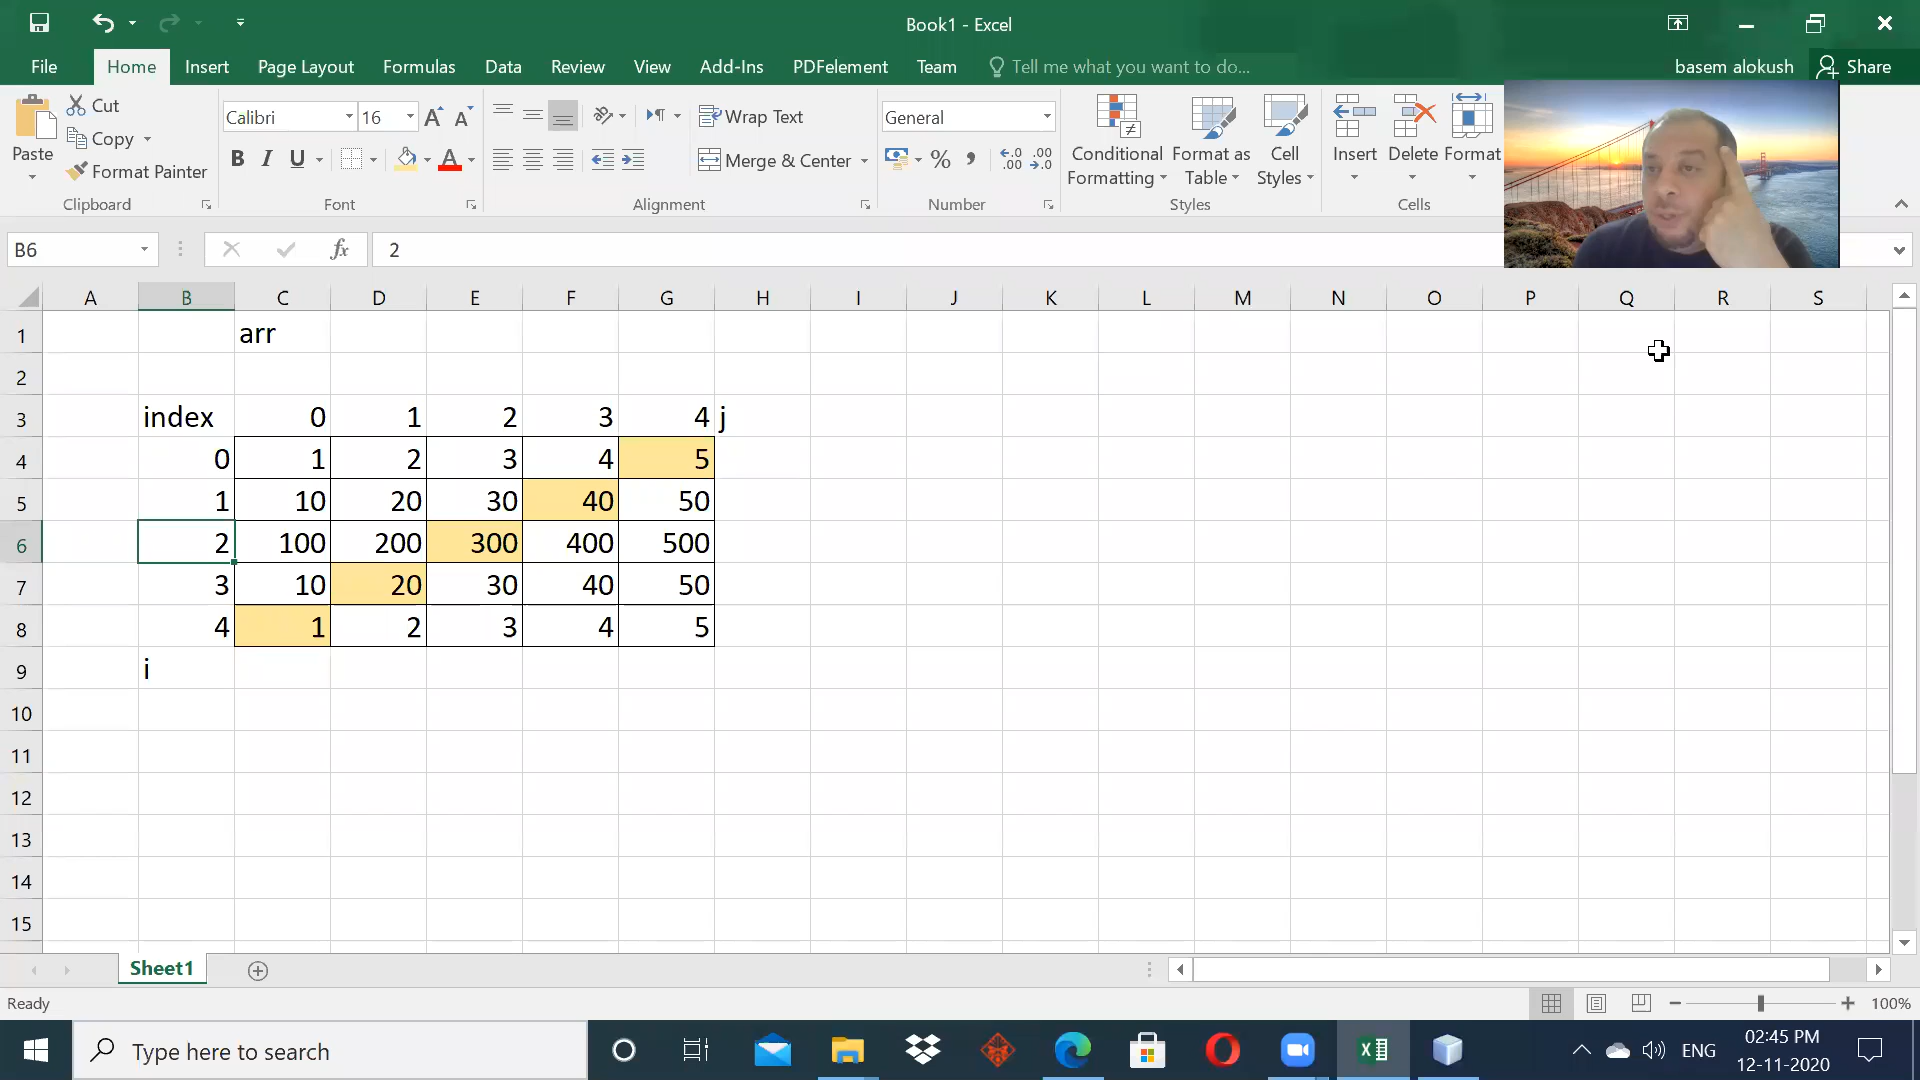 Book1 - Excel
File Home Insert Page Layout Formulas Data Review View Add-Ins PDFelement Team Tell me what you want to do... basem alokush Share
Paste
Cut
Copy
Format Painter
Clipboard
Calibri 16
B I U
Font
Wrap Text
Merge & Center
Alignment
General
Number
Conditional Formatting
Format as Table
Cell Styles
Styles
Insert
Delete
Format
Cells
B6 fx 2
A B C D E F G H I J K L M N O P Q R S
1 arr
2
3 index 0 1 2 3 4 j
4 0 1 2 3 4 5
5 1 10 20 30 40 50
6 2 100 200 300 400 500
7 3 10 20 30 40 50
8 4 1 2 3 4 5
9 i
10
11
12
13
14
15
Sheet1
Ready 100%
Type here to search ENG 02:45 PM
12-11-2020